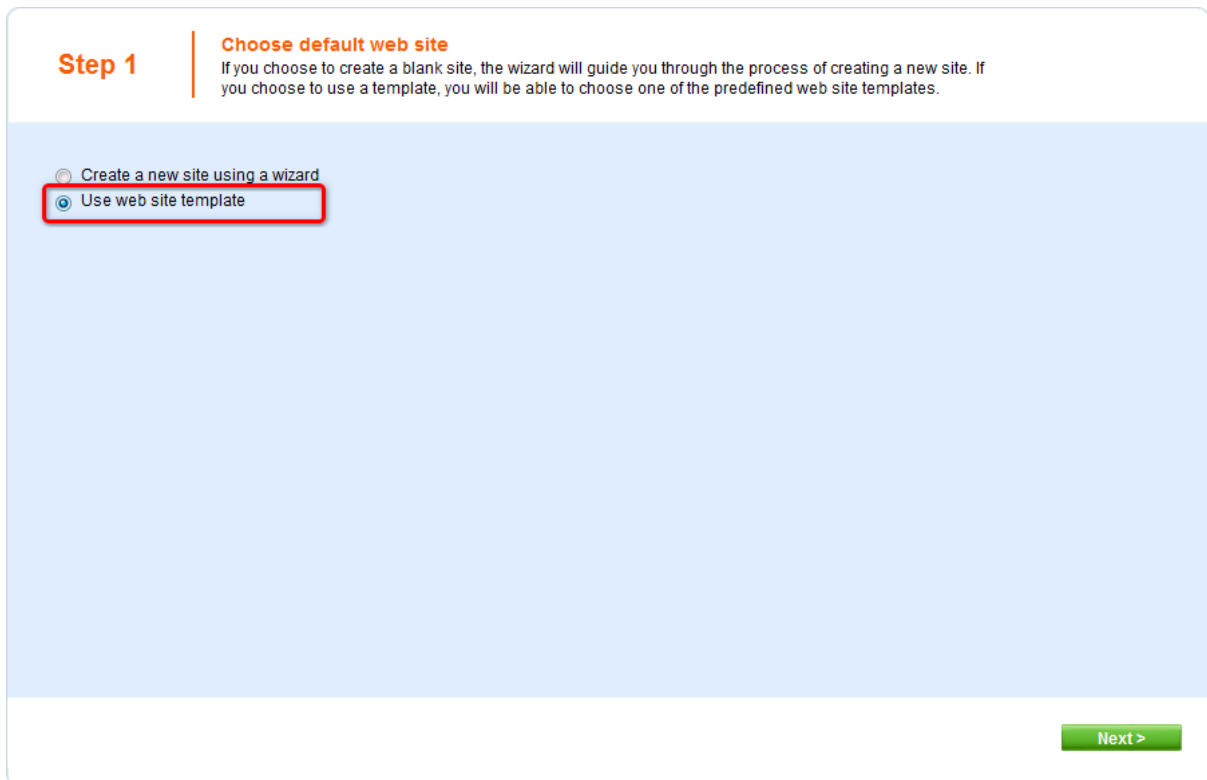 Step 1
Choose default web site
If you choose to create a blank site, the wizard will guide you through the process of creating a new site. If
you choose to use a template, you will be able to choose one of the predefined web site templates.
Create a new site using a wizard
Use web site template
Next >